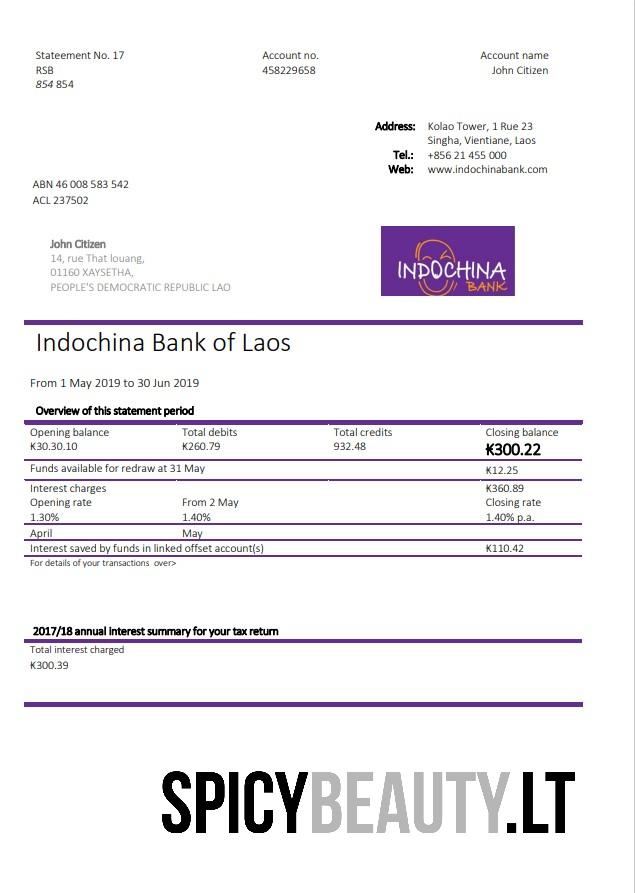 Stateement No. 17
RSB
854 854
Account no.
458229658
Account name
John Citizen
Address: Kolao Tower, 1 Rue 23
Singha, Vientiane, Laos
Tel.: +856 21 455 000
Web: www.indochinabank.com
ABN 46 008 583 542
ACL 237502
John Citizen
14, rue That louang,
01160 XAYSETHA,
PEOPLE'S DEMOCRATIC REPUBLIC LAO
INDOCHINA
BANK
Indochina Bank of Laos
From 1 May 2019 to 30 Jun 2019
Overview of this statement period
Opening balance Total debits Total credits Closing balance
₭30.30.10 ₭260.79 932.48 ₭300.22
Funds available for redraw at 31 May ₭12.25
Interest charges ₭360.89
Opening rate From 2 May Closing rate
1.30% 1.40% 1.40% p.a.
April May
Interest saved by funds in linked offset account(s) ₭110.42
For details of your transactions over>
2017/18 annual interest summary for your tax return
Total interest charged
₭300.39
SPICYBEAUTY.LT